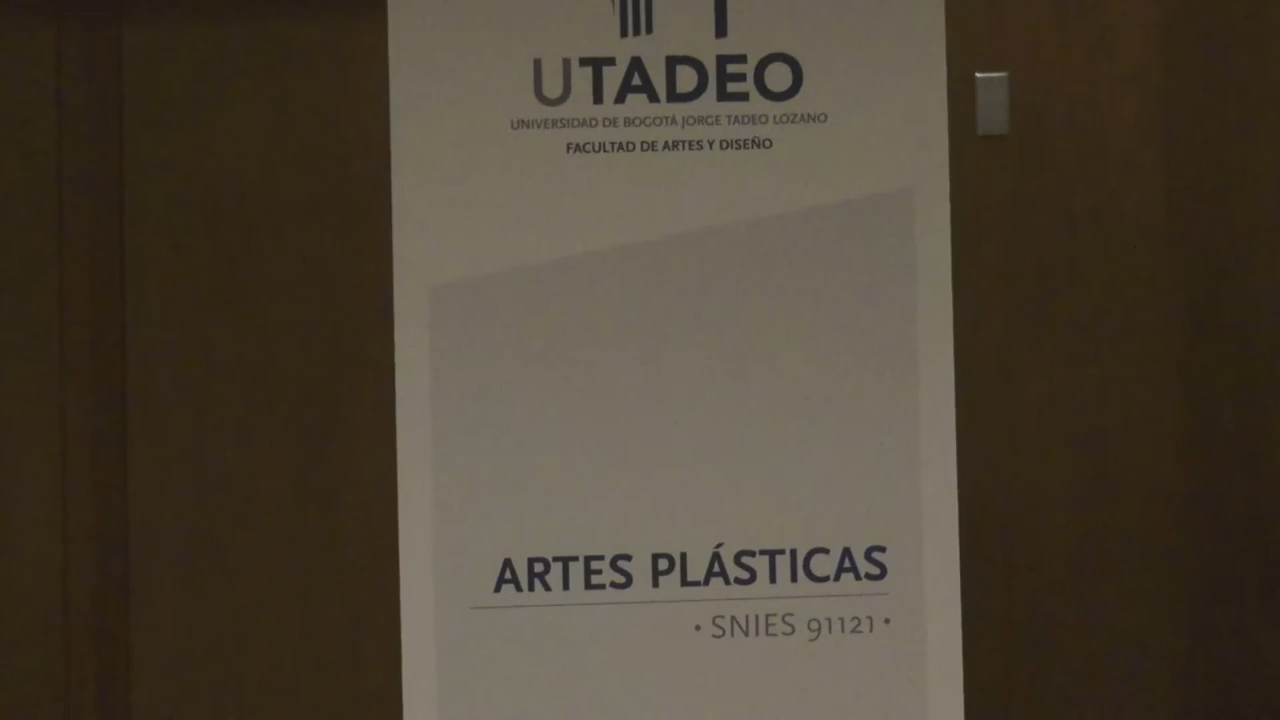 UTADEO
UNIVERSIDAD DE BOGOTÁ JORGE TADEO LOZANO
FACULTAD DE ARTES Y DISEÑO
ARTES PLÁSTICAS
• SNIES 91121 •